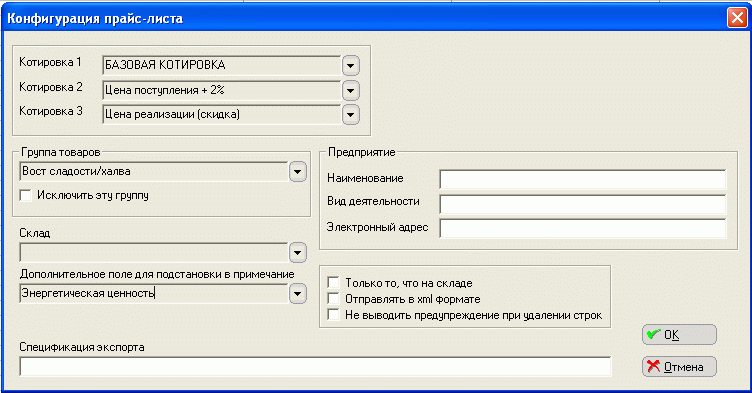 Конфигурация прайс-листа
Котировка 1
БАЗОВАЯ КОТИРОВКА
Котировка 2
Цена поступления + 2%
Котировка 3
Цена реализации (скидка)
Группа товаров
Вост сладости/халва
Исключить эту группу
Предприятие
Наименование
Вид деятельности
Электронный адрес
Склад
Дополнительное поле для подстановки в примечание
Энергетическая ценность
Только то, что на складе
Отправлять в xml формате
Не выводить предупреждение при удалении строк
Спецификация экспорта
OK
Отмена